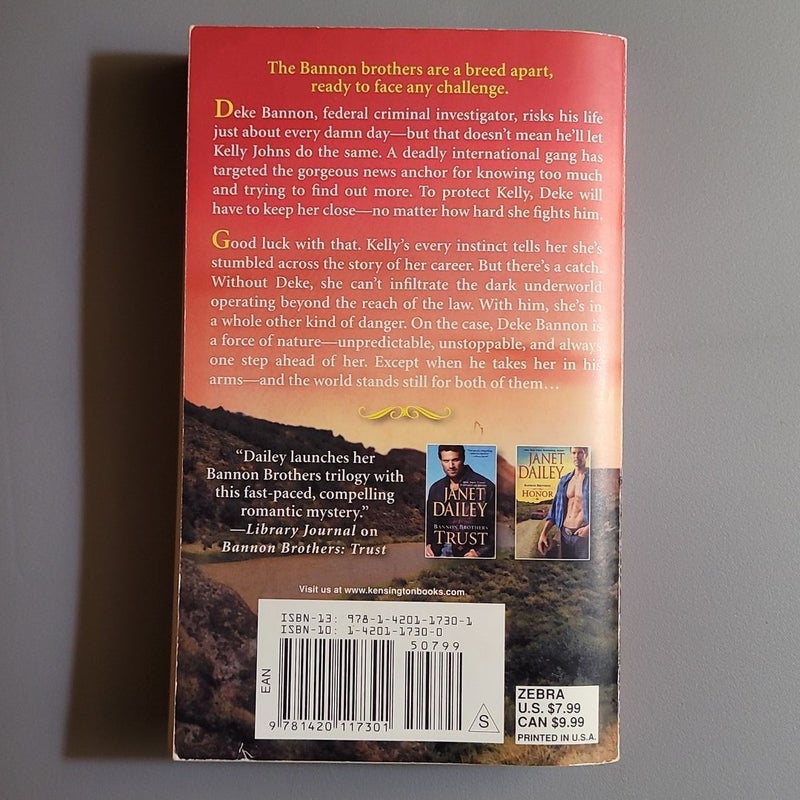 The Bannon brothers are a breed apart,
ready to face any challenge.
Deke Bannon, federal criminal investigator, risks his life
just about every damn day—but that doesn't mean he'll let
Kelly Johns do the same. A deadly international gang has
targeted the gorgeous news anchor for knowing too much
and trying to find out more. To protect Kelly, Deke will
have to keep her close—no matter how hard she fights him.
Good luck with that. Kelly's every instinct tells her she's
stumbled across the story of her career. But there's a catch.
Without Deke, she can't infiltrate the dark underworld
operating beyond the reach of the law. With him, she's in
a whole other kind of danger. On the case, Deke Bannon is
a force of nature—unpredictable, unstoppable, and always
one step ahead of her. Except when he takes her in his
arms—and the world stands still for both of them…
"Dailey launches her
Bannon Brothers trilogy with
this fast-paced, compelling
romantic mystery."
—Library Journal on
Bannon Brothers: Trust
JANET
DAILEY
BANNON BROTHERS
TRUST
JANET
DAILEY
HONOR
Visit us at www.kensingtonbooks.com
ISBN-13: 978-1-4201-1730-1
ISBN-10: 1-4201-1730-0
50799
EAN
9 781420 117301
S
ZEBRA
U.S. $7.99
CAN $9.99
PRINTED IN U.S.A.